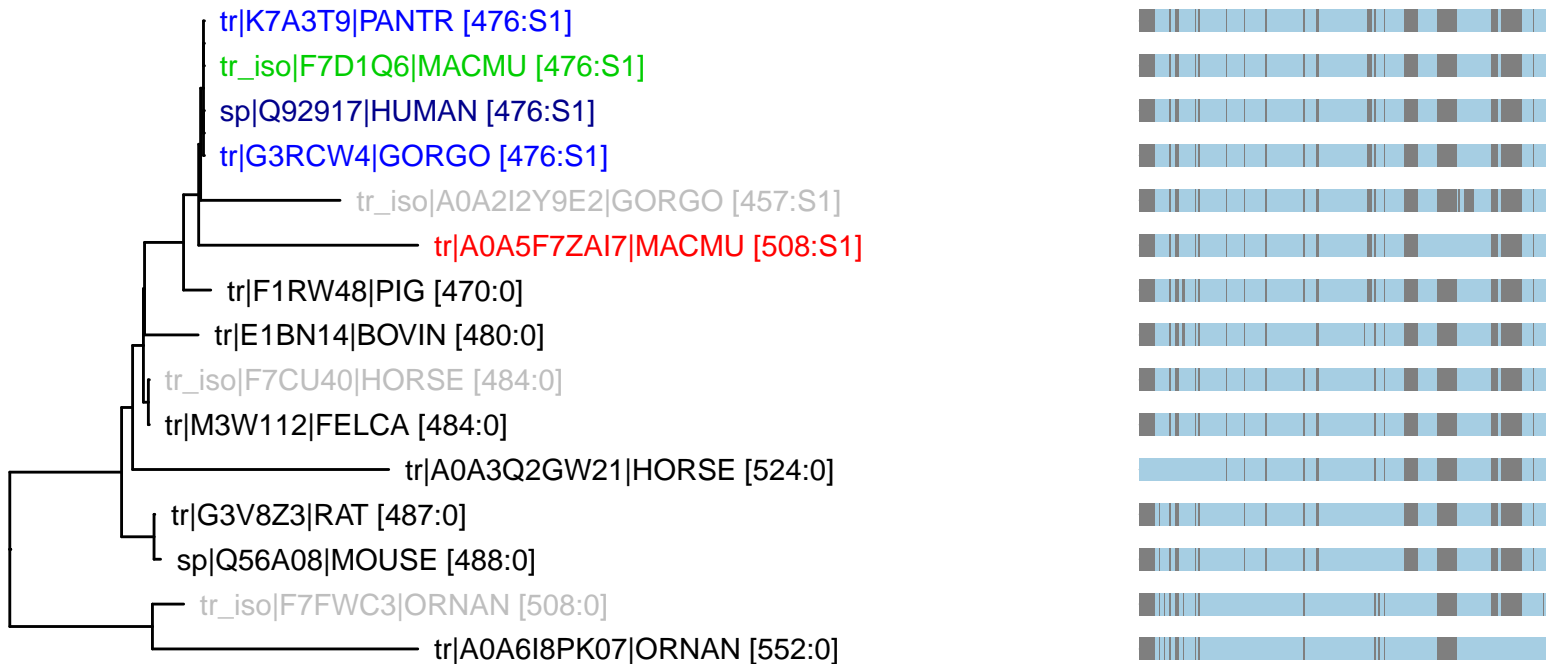 tr|K7A3T9|PANTR [476:S1]
tr_iso|F7D1Q6|MACMU [476:S1]
sp|Q92917|HUMAN [476:S1]
tr|G3RCW4|GORGO [476:S1]
tr_iso|A0A2I2Y9E2|GORGO [457:S1]
tr|A0A5F7ZAI7|MACMU [508:S1]
tr|F1RW48|PIG [470:0]
tr|E1BN14|BOVIN [480:0]
tr_iso|F7CU40|HORSE [484:0]
tr|M3W112|FELCA [484:0]
tr|A0A3Q2GW21|HORSE [524:0]
tr|G3V8Z3|RAT [487:0]
sp|Q56A08|MOUSE [488:0]
tr_iso|F7FWC3|ORNAN [508:0]
tr|A0A6I8PK07|ORNAN [552:0]